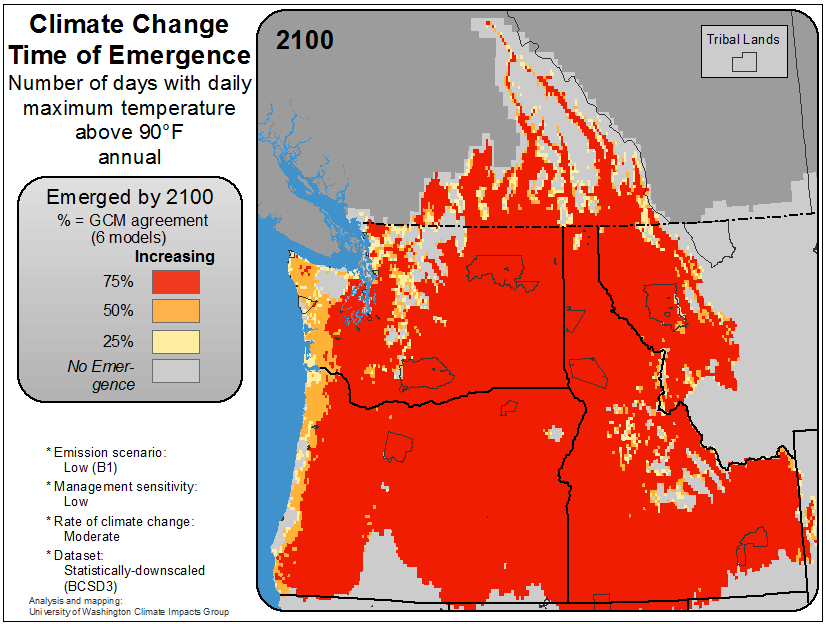 Climate Change
Time of Emergence
Number of days with daily
maximum temperature
above 90°F
annual
Emerged by 2100
% = GCM agreement
(6 models)
Increasing
75%
50%
25%
No Emer-
gence
* Emission scenario:
Low (B1)
* Management sensitivity:
Low
* Rate of climate change:
Moderate
* Dataset:
Statistically-downscaled
(BCSD3)
Analysis and mapping:
University of Washington Climate Impacts Group
2100
Tribal Lands